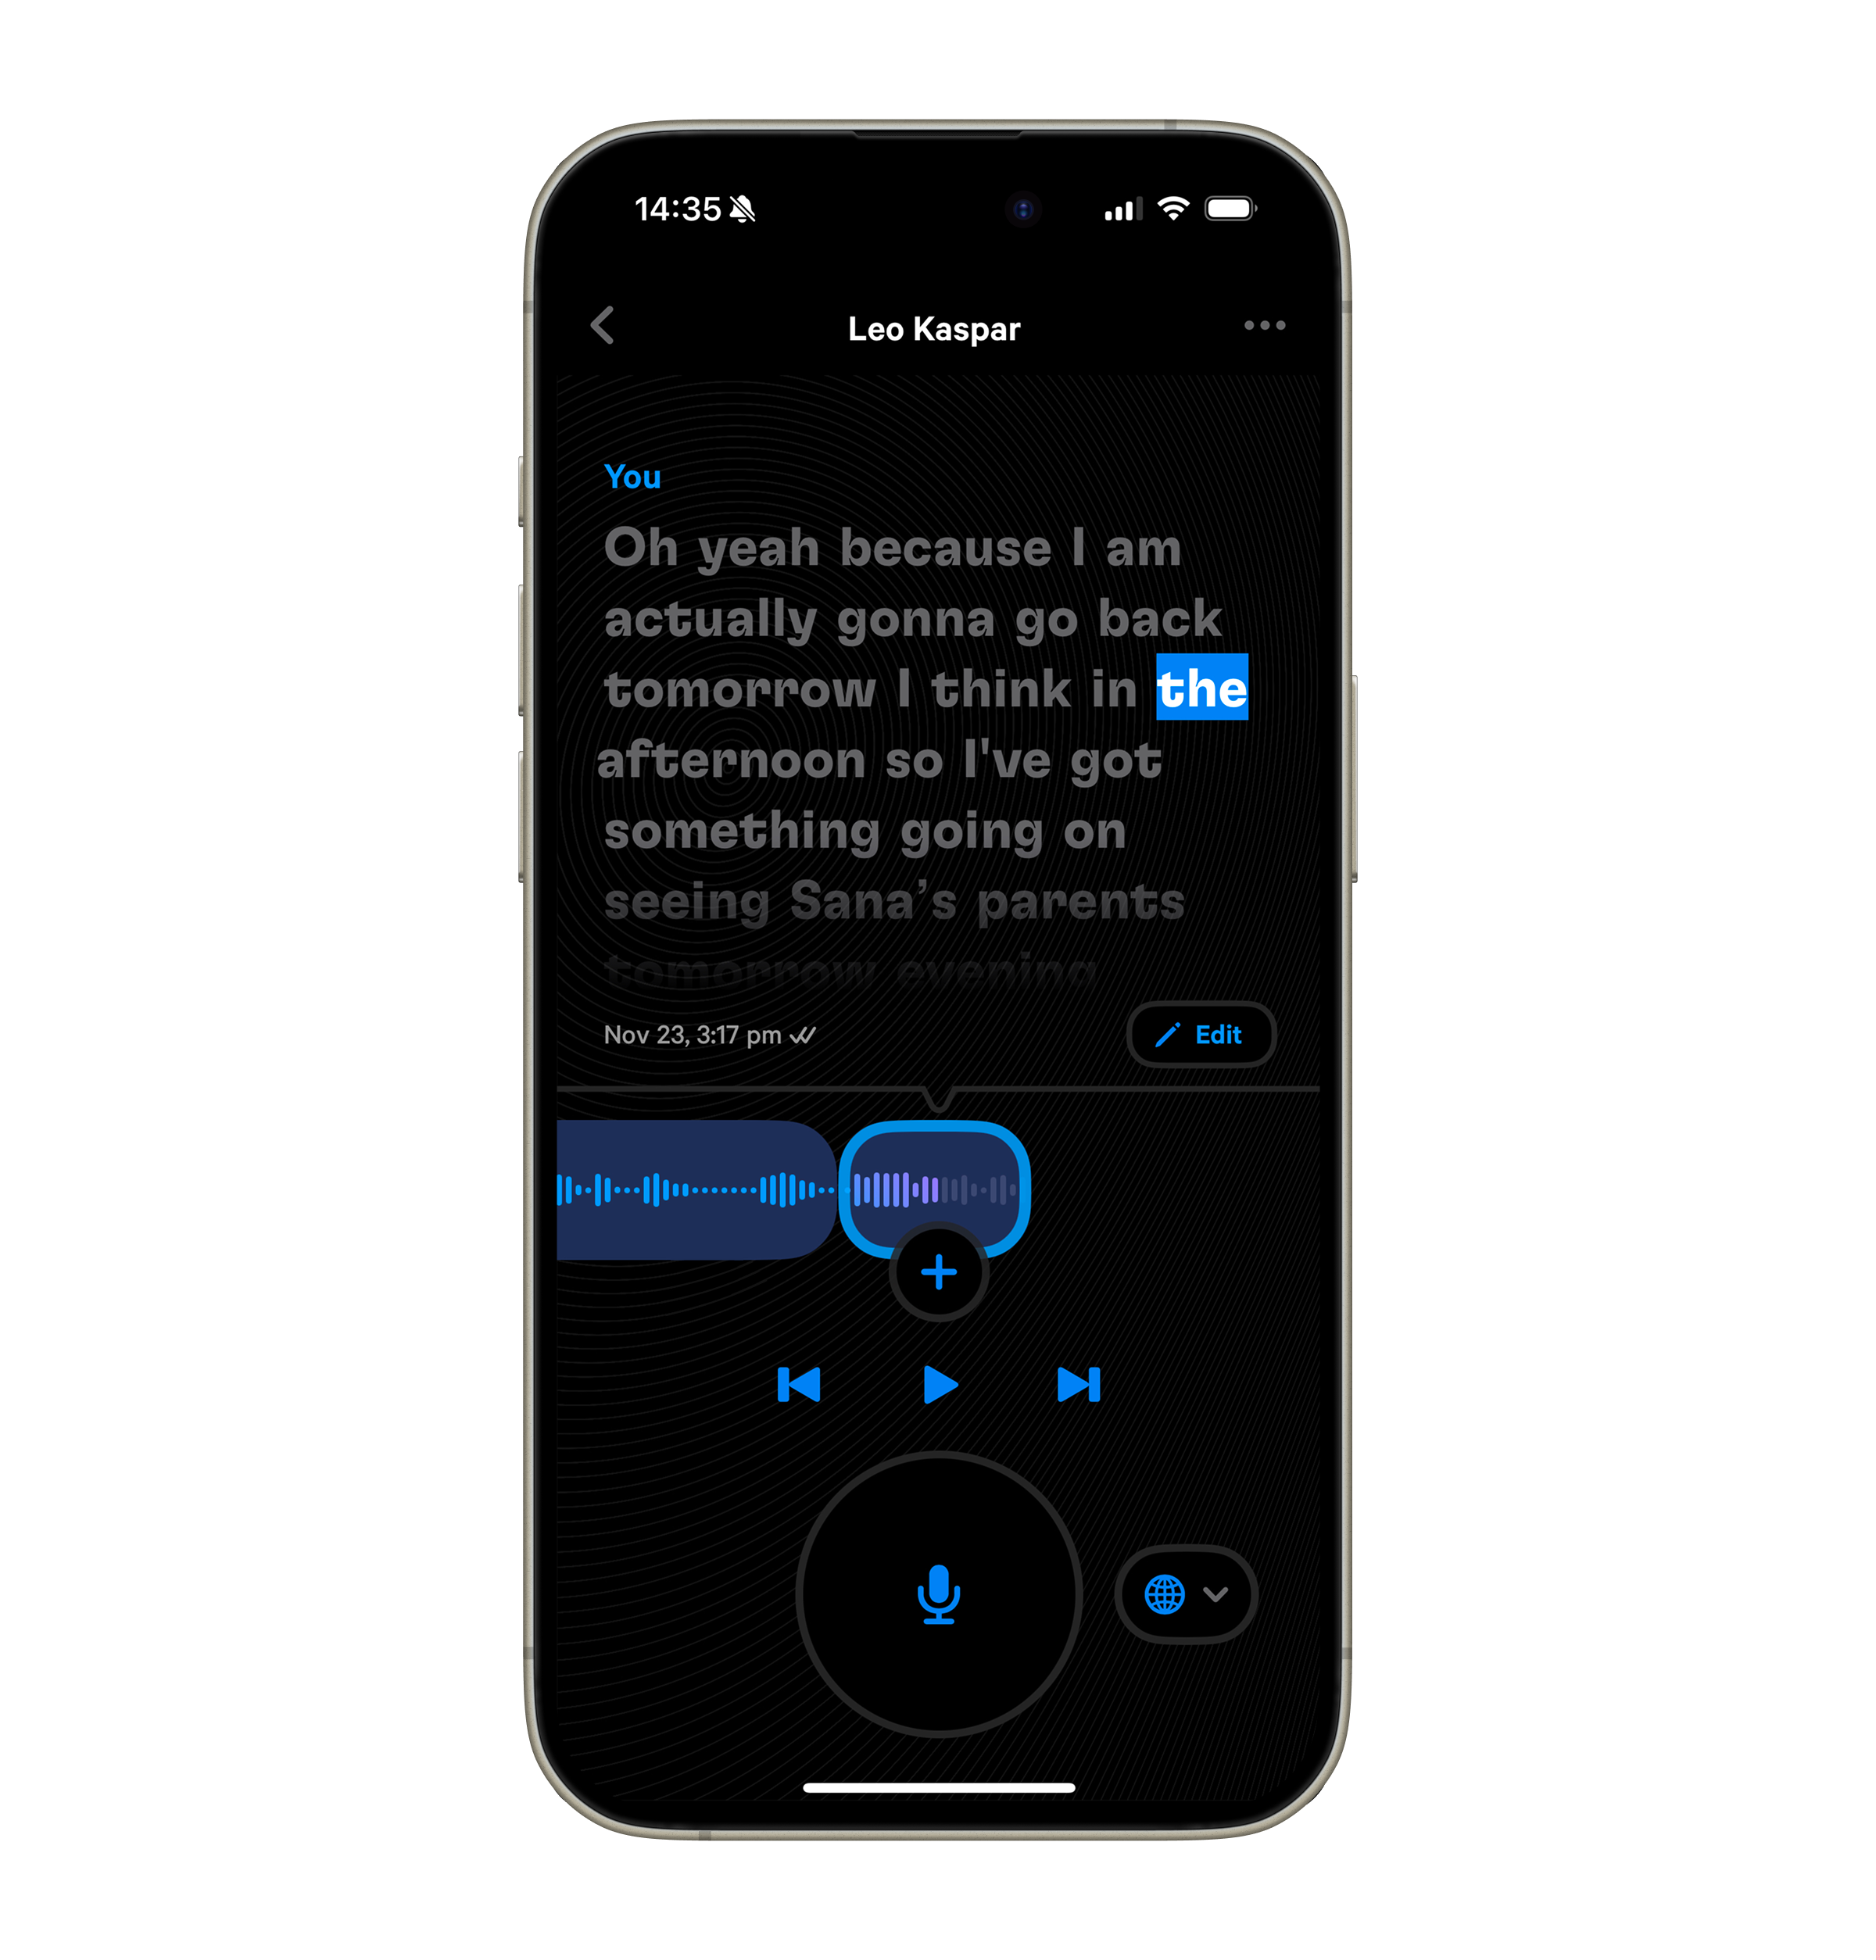 14:35
Leo Kaspar
You
Oh yeah because I am
actually gonna go back
tomorrow I think in the
afternoon so I've got
something going on
seeing Sana’s parents
tomorrow evening
Nov 23, 3:17 pm
Edit